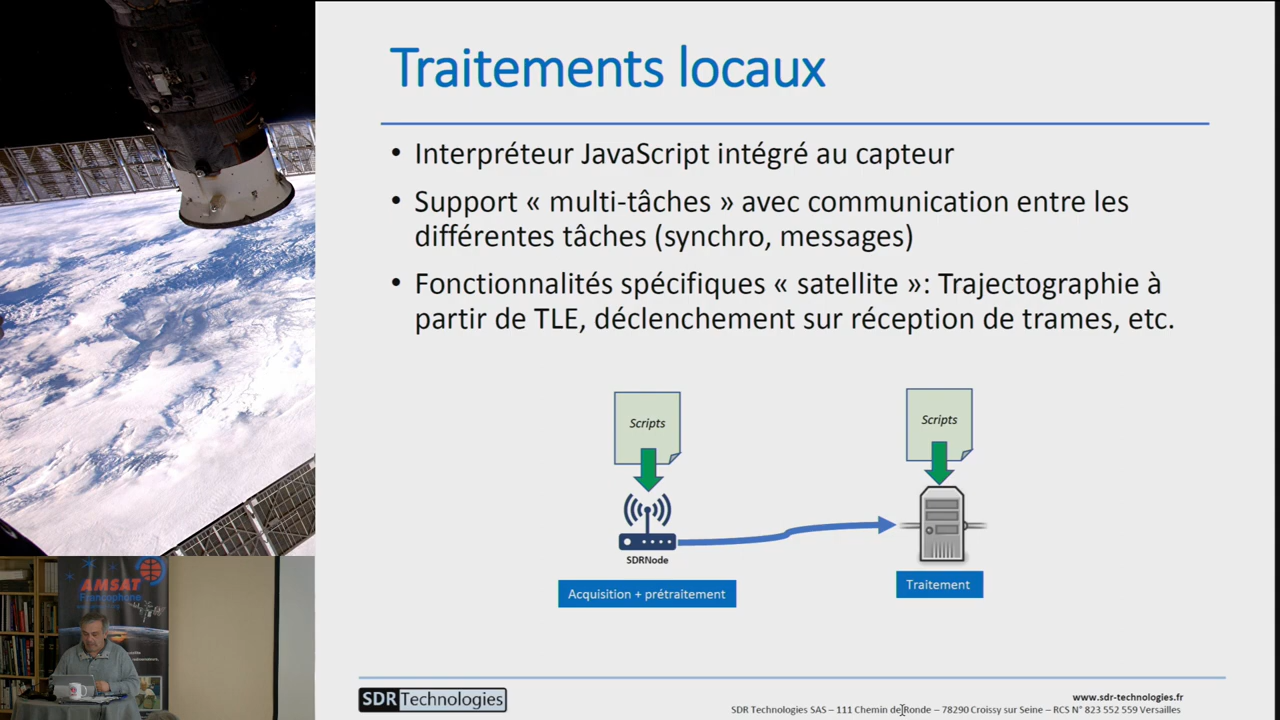 Traitements locaux
• Interpréteur JavaScript intégré au capteur
• Support « multi-tâches » avec communication entre les
différentes tâches (synchro, messages)
• Fonctionnalités spécifiques « satellite »: Trajectographie à
partir de TLE, déclenchement sur réception de trames, etc.
Scripts
Scripts
SDRNode
Acquisition + prétraitement
Traitement
AMSAT
Francophone
SDRTechnologies
www.sdr-technologies.fr
SDR Technologies SAS – 111 Chemin de Ronde – 78290 Croissy sur Seine – RCS N° 823 552 559 Versailles